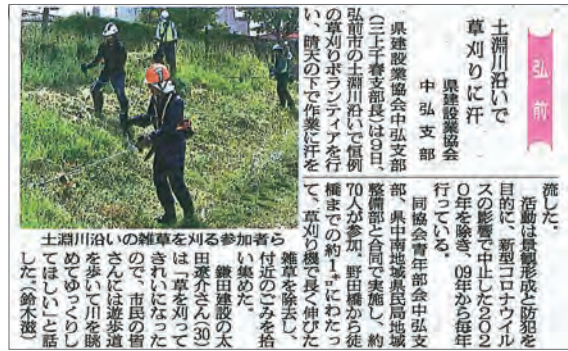 弘前
土淵川沿いで
草刈りに汗
県建設業協会
中弘支部
県建設業協会中弘支部
(三上千春支部長)は9日、
弘前市の土淵川沿いで恒例
の草刈りボランティアを行
い、晴天の下で作業に汗を
流した。
活動は景観形成と防犯を
目的に、新型コロナウイル
スの影響で中止した202
0年を除き、09年から毎年
行っている。
同協会青年部会中弘支
部、県中南地域県民局地域
整備部と合同で実施し、約
70人が参加。野田橋から徒
橋までの約1㌔にわたっ
て、草刈り機で長く伸びた
雑草を除去し、
付近のごみを拾
い集めた。
鎌田建設の太
田遼介さん(30)
は「草を刈って
きれいになった
ので、市民の皆
さんには遊歩道
を歩いて川を眺
めてゆっくりし
てほしい」と話
した。(鈴木滋)
土淵川沿いの雑草を刈る参加者ら